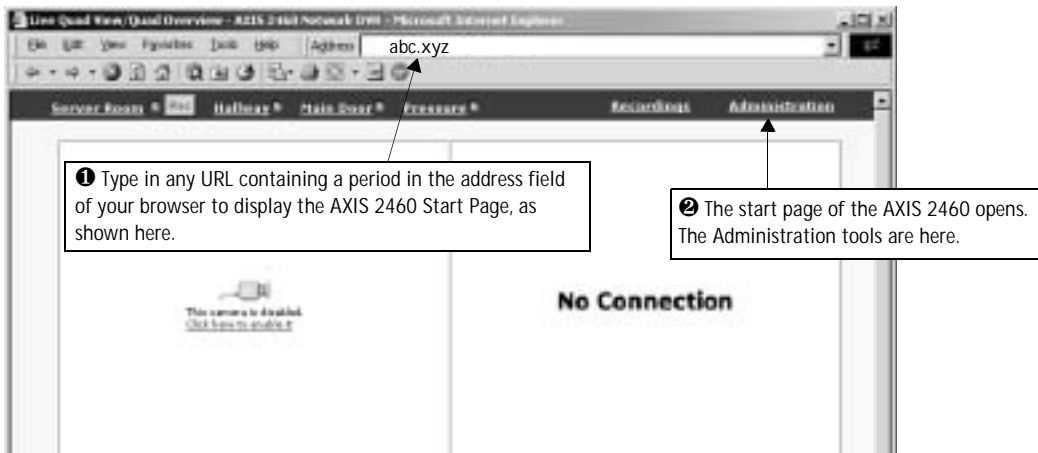 Live Quad View/Quad Overview - AXIS 2460 Network DVR - Microsoft Internet Explorer
File Edit View Favorites Tools Help Address abc.xyz
Server Room Hallway Main Door Pressure Recordings Administration
❶ Type in any URL containing a period in the address field
of your browser to display the AXIS 2460 Start Page, as
shown here.
❷ The start page of the AXIS 2460 opens.
The Administration tools are here.
This camera is disabled.
Click here to enable it
No Connection